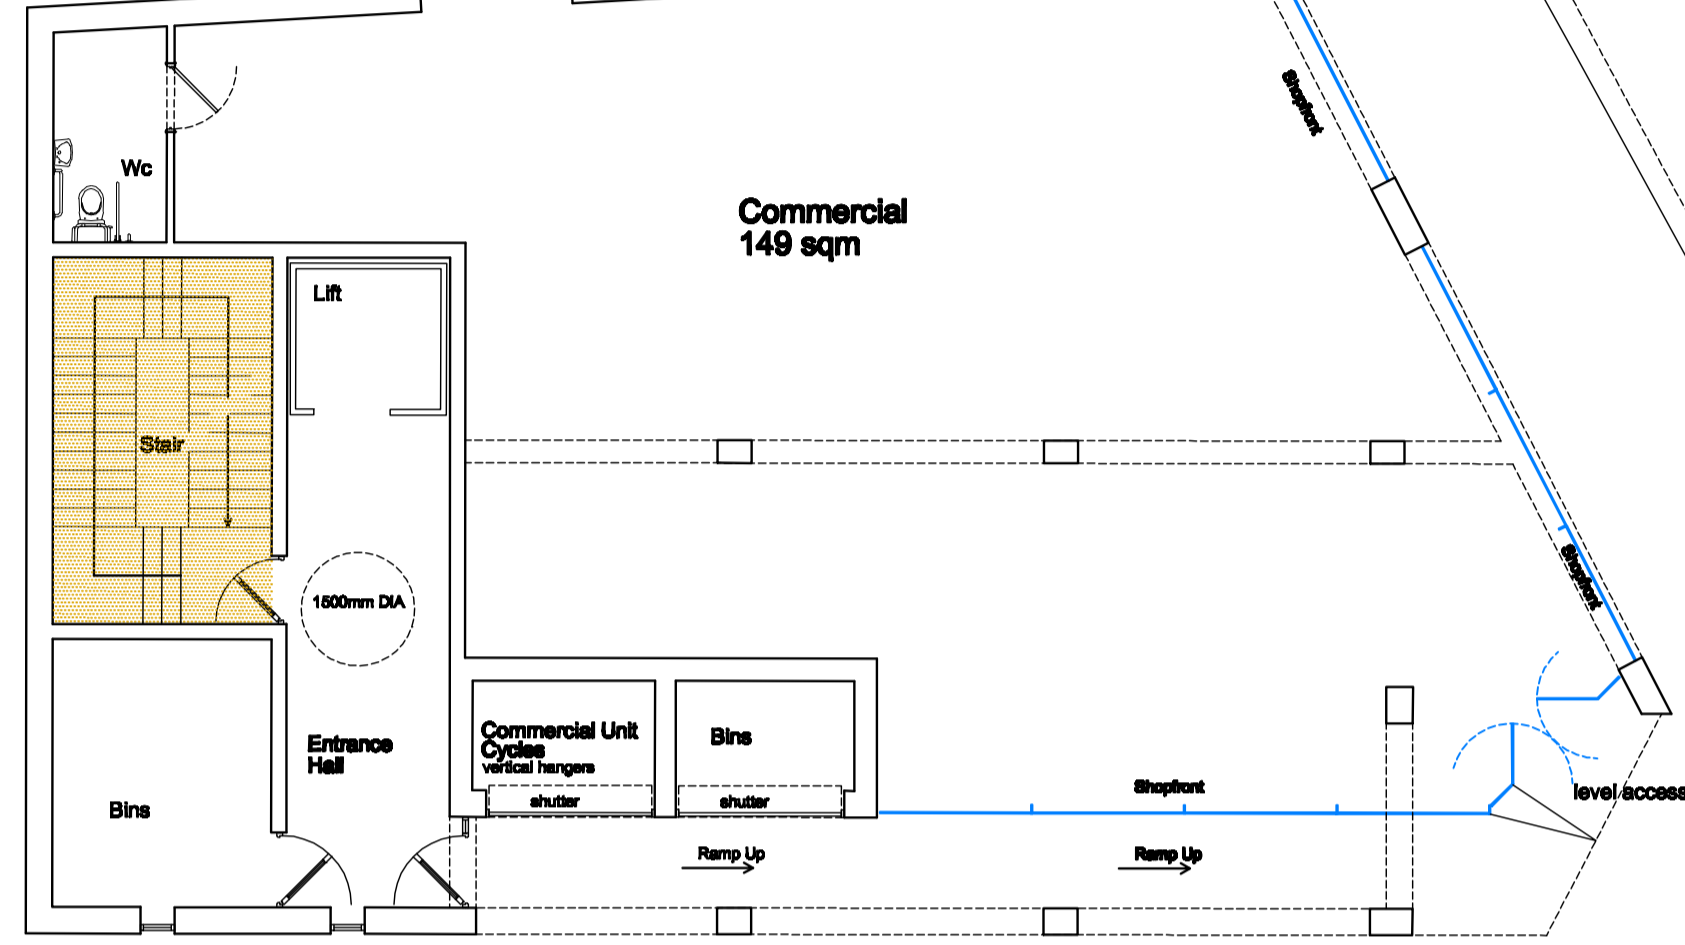 Shopfront
Wc
Commercial
149 sqm
Lift
Stair
Shopfront
1500mm DIA
Entrance
Hall
Commercial Unit
Cycles
vertical hangers
Bins
shutter
shutter
Shopfront
level access
Bins
Ramp Up
Ramp Up